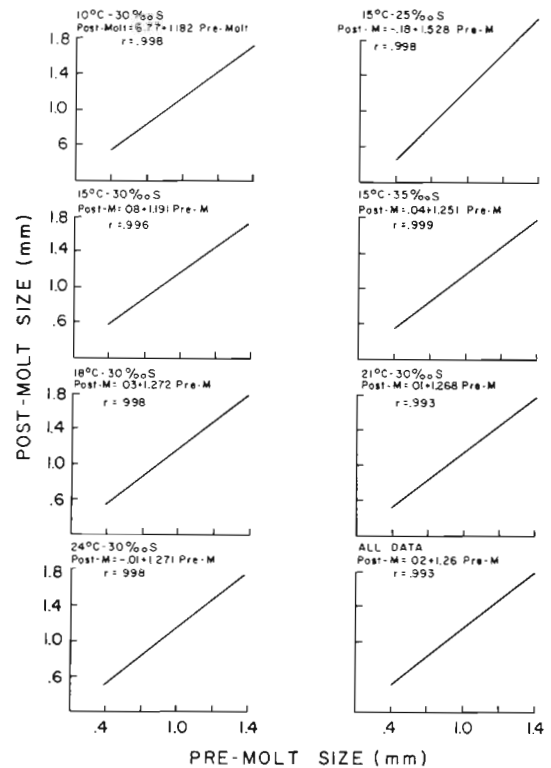 10°C-30‰S
Post-Molt=6.77+1.182 Pre-Molt
r=.998
1.8
1.4
1.0
6
15°C-25‰S
Post-M=-.18+1.528 Pre-M
r=.998
15°C-30‰S
Post-M=08+1.191 Pre-M
r=.996
1.8
1.0
.6
15°C-35‰S
Post-M=.04+1.251 Pre-M
r=.999
18°C-30‰S
Post-M=03+1.272 Pre-M
r=998
1.8
1.4
1.0
.6
21°C-30‰S
Post-M=01+1.268 Pre-M
r=.993
24°C-30‰S
Post-M=-.01+1.271 Pre-M
r=998
1.8
1.4
1.0
.6
.4
1.0
1.4
ALL DATA
Post-M=02+1.26 Pre-M
r=.993
.4
1.0
1.4
POST-MOLT SIZE (mm)
PRE-MOLT SIZE (mm)